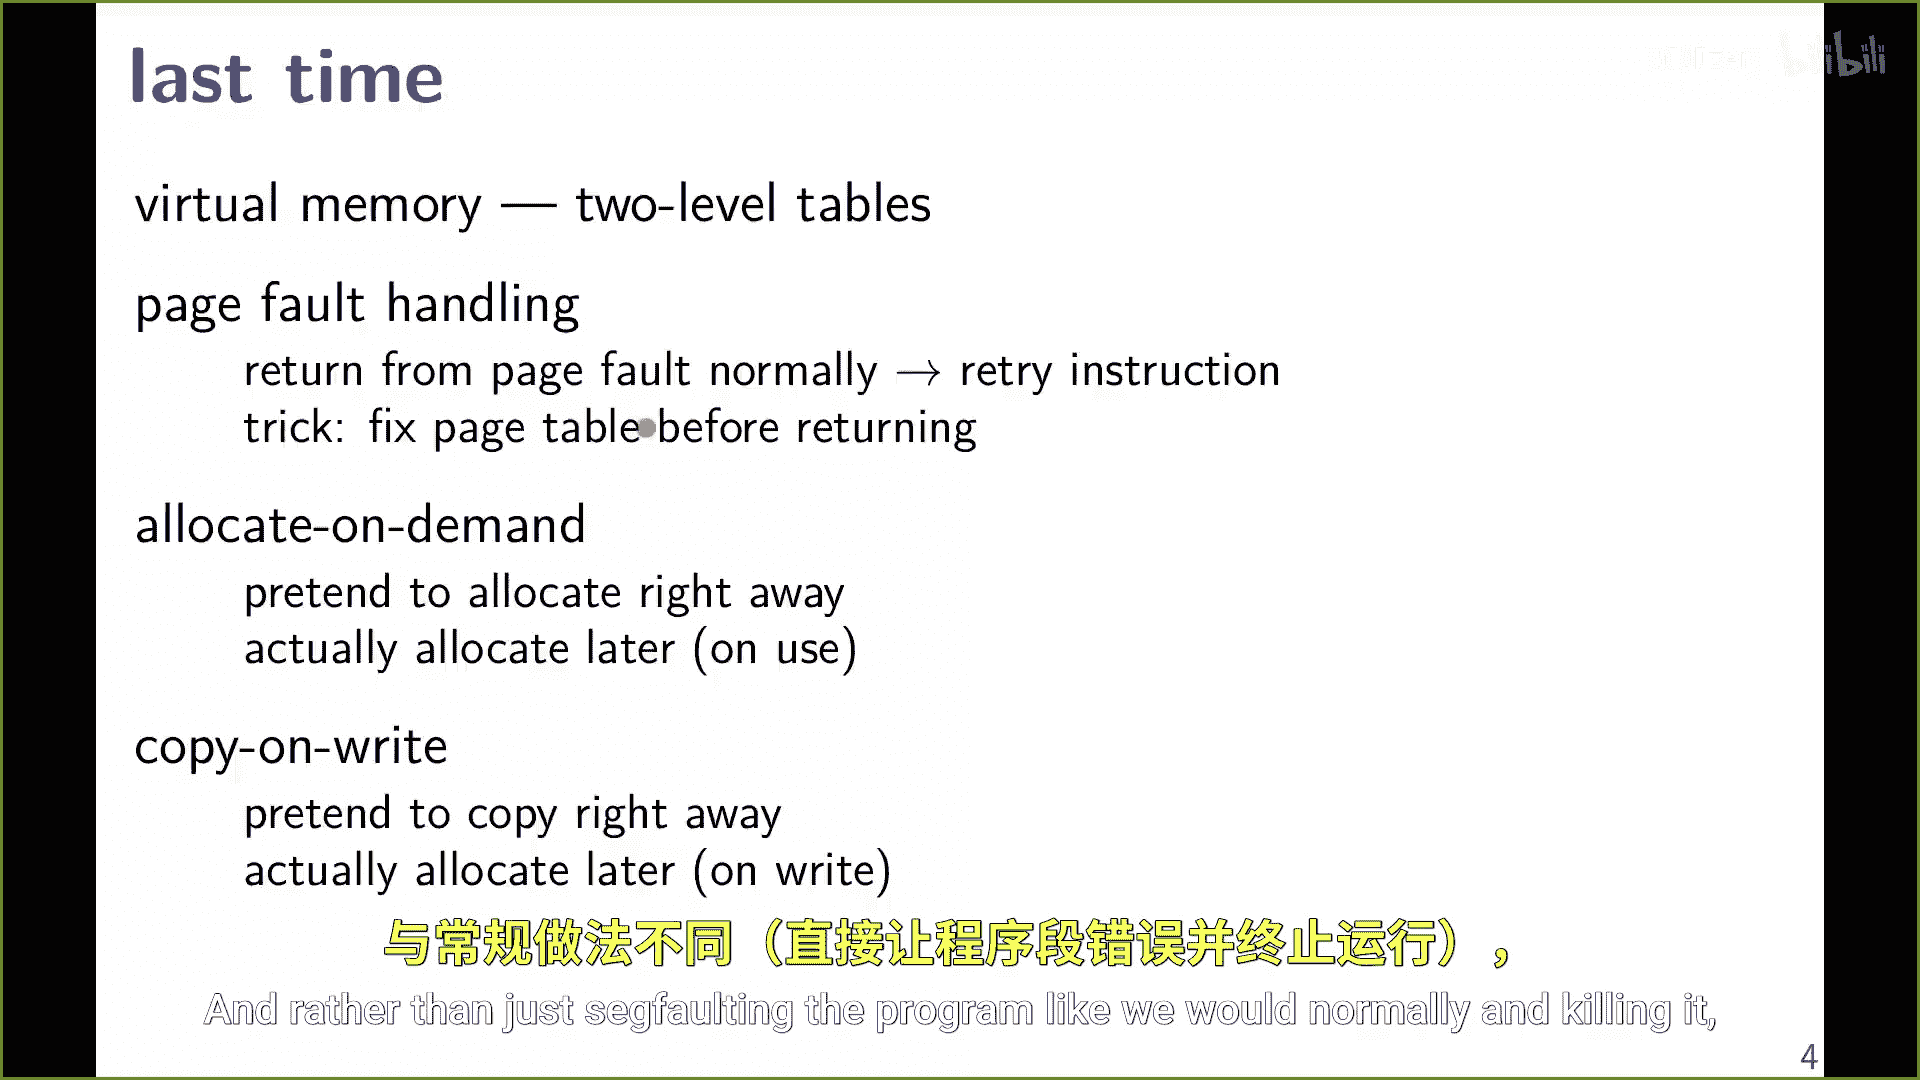 last time
bilibili
virtual memory — two-level tables
page fault handling
return from page fault normally → retry instruction
trick: fix page table before returning
allocate-on-demand
pretend to allocate right away
actually allocate later (on use)
copy-on-write
pretend to copy right away
actually allocate later (on write)
与常规做法不同（直接让程序段错误并终止运行），
And rather than just segfaulting the program like we would normally and killing it,
4